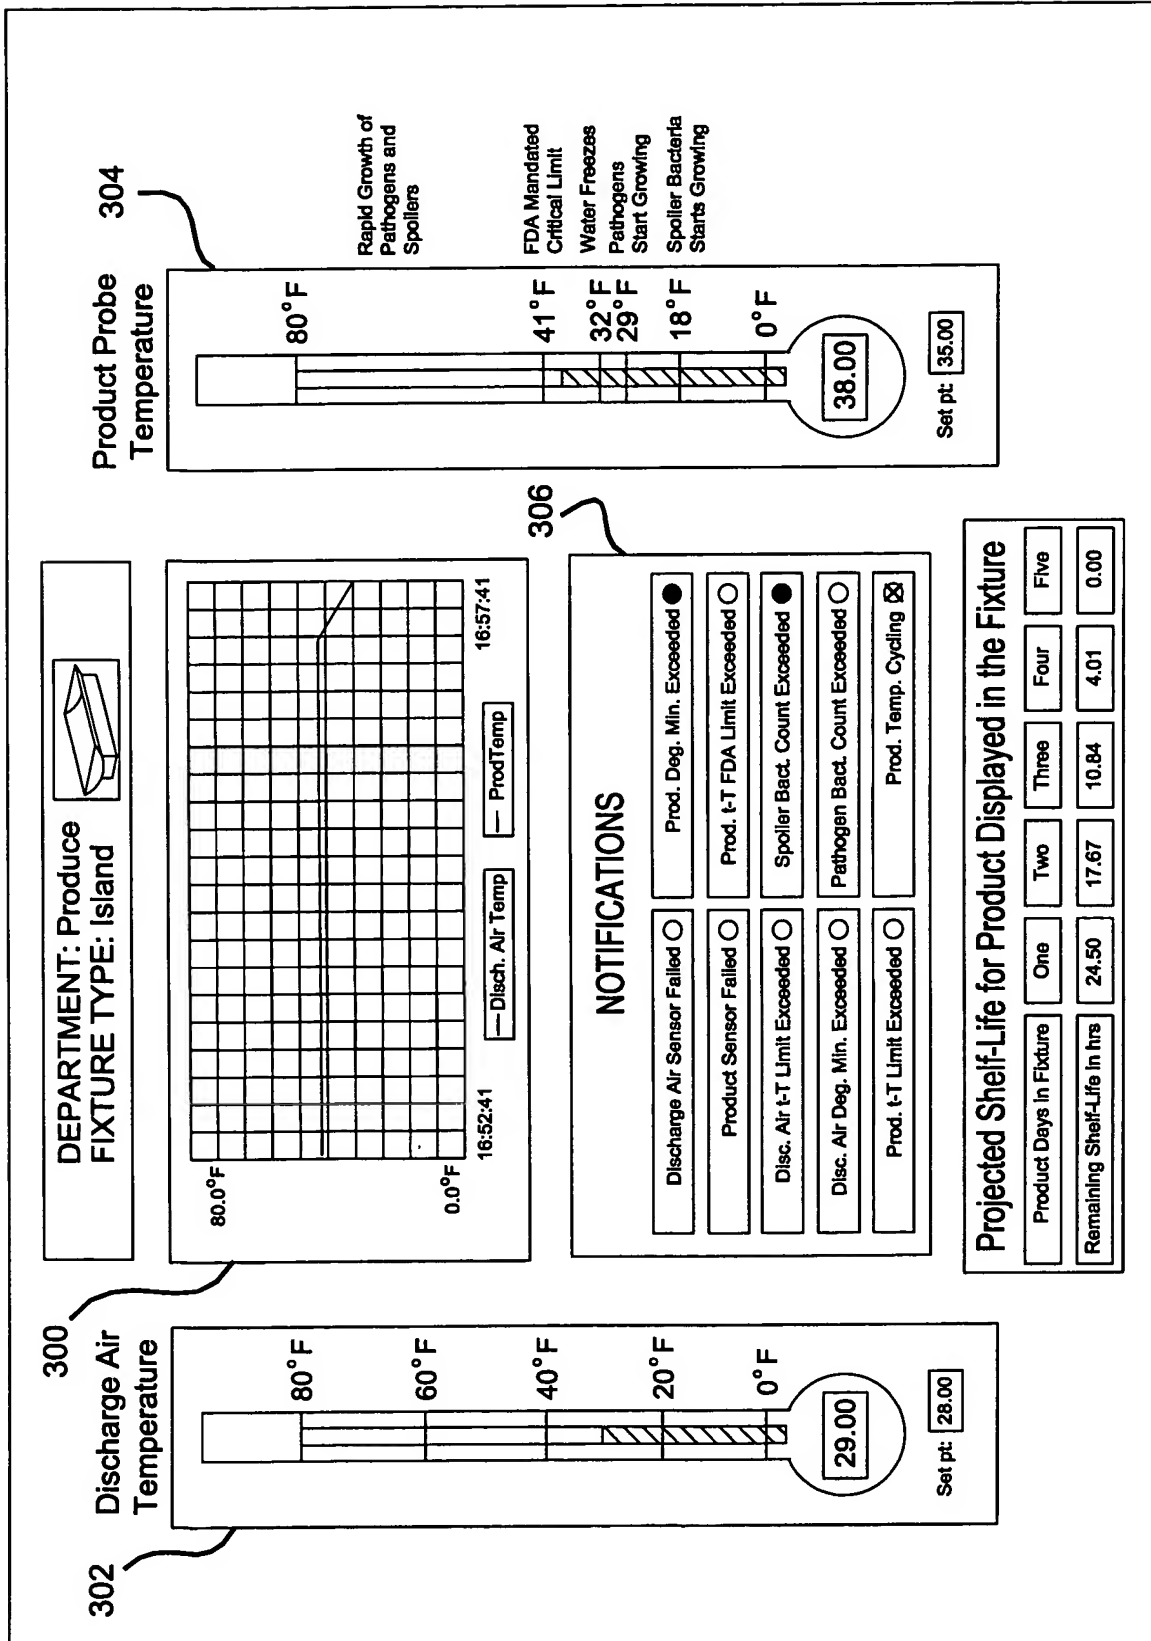 300
DEPARTMENT: Produce
FIXTURE TYPE: Island
302
Discharge Air
Temperature
80°F
60°F
40°F
20°F
0°F
29.00
Set pt: 28.00
80.0°F
0.0°F
16:52:41
16:57:41
Disch. Air Temp
ProdTemp
306
NOTIFICATIONS
Discharge Air Sensor Failed
Prod. Deg. Min. Exceeded
Product Sensor Failed
Prod. t-T FDA Limit Exceeded
Disc. Air t-T Limit Exceeded
Spoiler Bact. Count Exceeded
Disc. Air Deg. Min. Exceeded
Pathogen Bact. Count Exceeded
Prod. t-T Limit Exceeded
Prod. Temp. Cycling
Projected Shelf-Life for Product Displayed in the Fixture
Product Days in Fixture One Two Three Four Five
Remaining Shelf-Life in hrs 24.50 17.67 10.84 4.01 0.00
Product Probe
Temperature
304
80°F
41°F
32°F
29°F
18°F
0°F
38.00
Set pt: 35.00
Rapid Growth of
Pathogens and
Spoilers
FDA Mandated
Critical Limit
Water Freezes
Pathogens
Start Growing
Spoiler Bacteria
Starts Growing